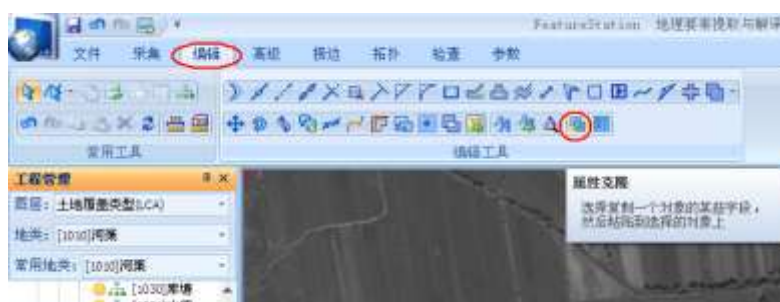 FeatureStation 地理要素提取与解译
文件 采集 编辑 高级 接边 拓扑 检查 参数
常用工具 编辑工具
工程管理
图层: 土地覆盖类型(LCA)
地类: [1010]河渠
常用地类: [1010]河渠
[1030]库塘
属性克隆
选择复制一个对象的某些字段,
然后粘贴到选择的对象上